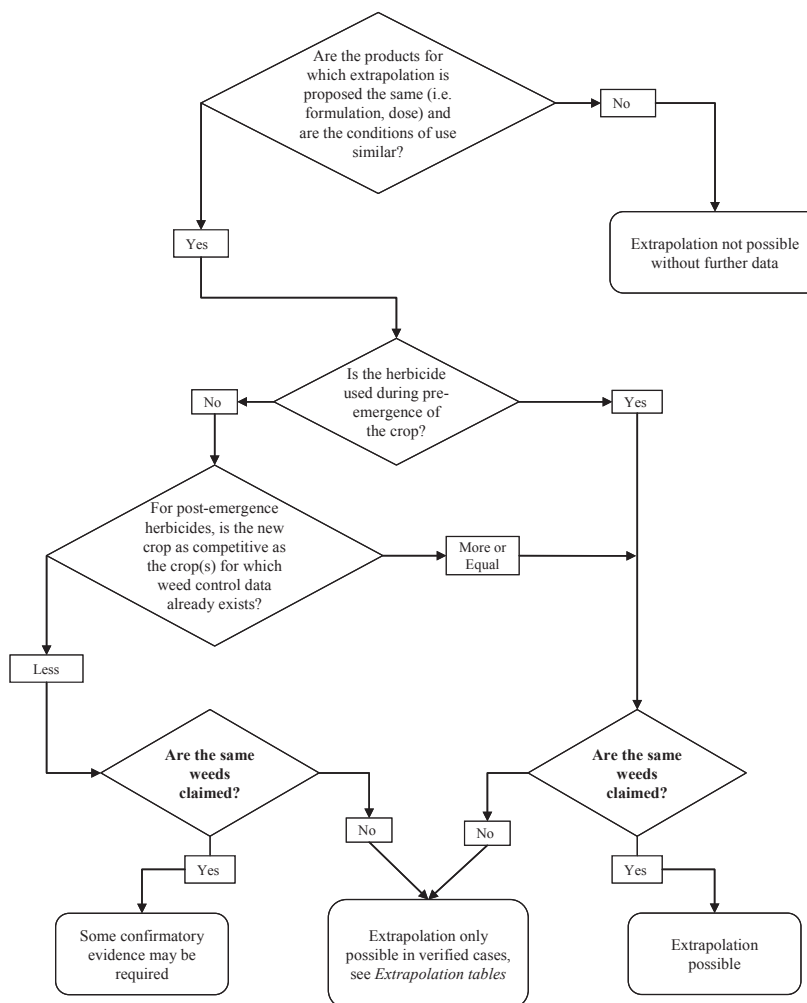 Are the products for
which extrapolation is
proposed the same (i.e.
formulation, dose) and
are the conditions of use
similar?
No
Yes
Extrapolation not possible
without further data
Is the herbicide
used during pre-
emergence of
the crop?
No
Yes
For post-emergence
herbicides, is the new
crop as competitive as
the crop(s) for which
weed control data
already exists?
More or
Equal
Less
Are the same
weeds
claimed?
Are the same
weeds
claimed?
No
No
Yes
Yes
Some confirmatory
evidence may be
required
Extrapolation only
possible in verified cases,
see Extrapolation tables
Extrapolation
possible